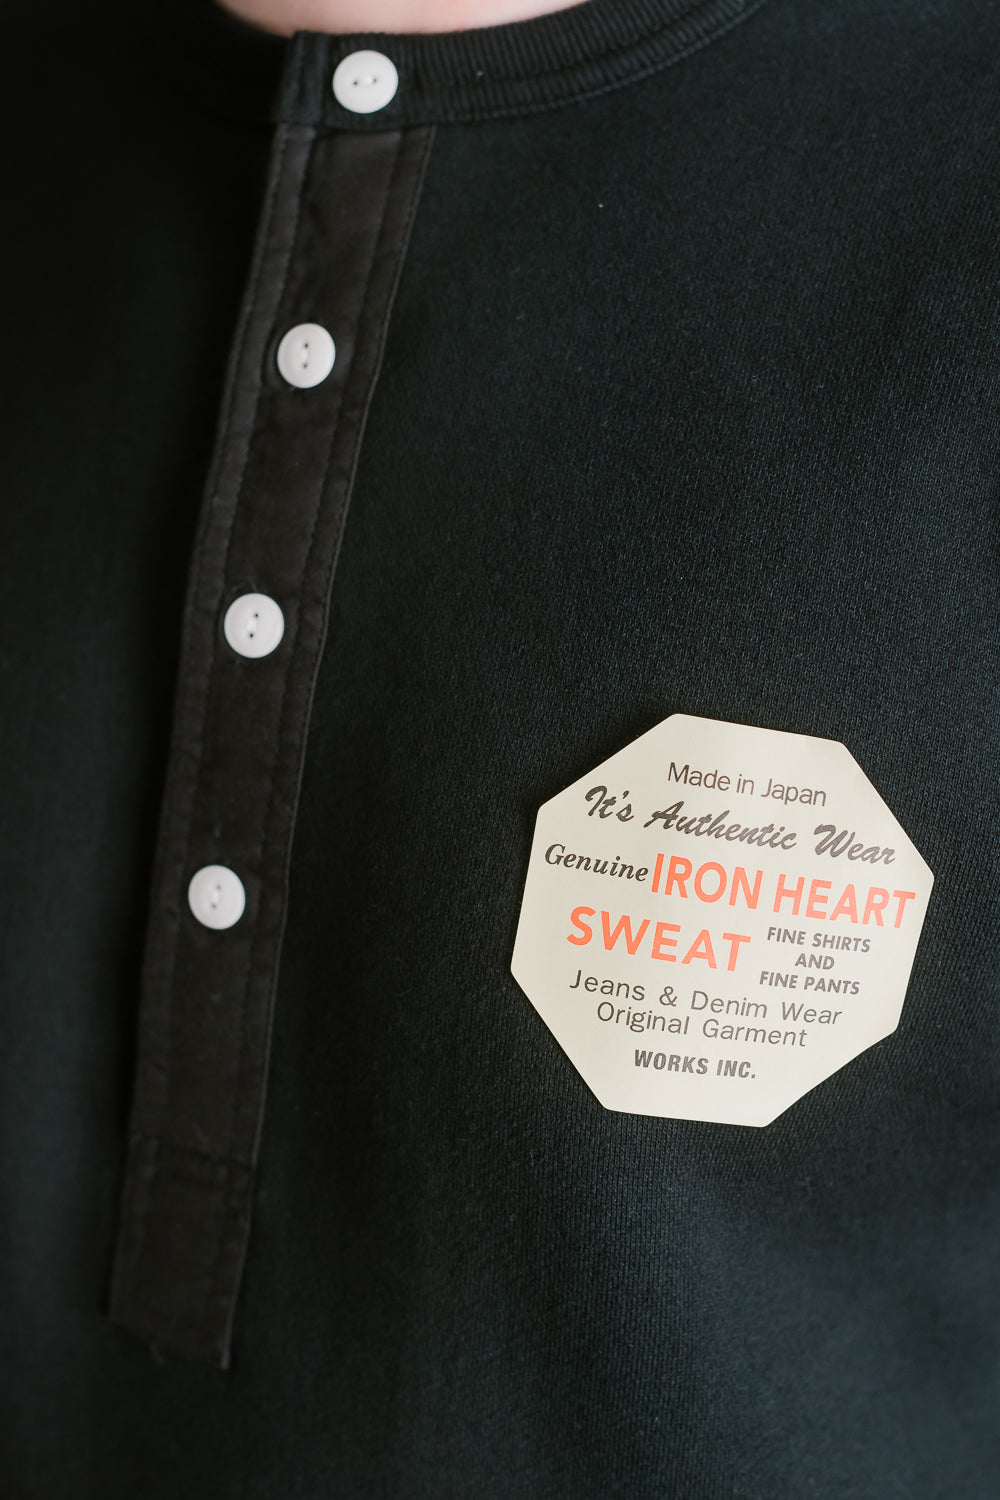 Made in Japan
It's Authentic Wear
Genuine IRON HEART
SWEAT FINE SHIRTS
AND
FINE PANTS
Jeans & Denim Wear
Original Garment
WORKS INC.